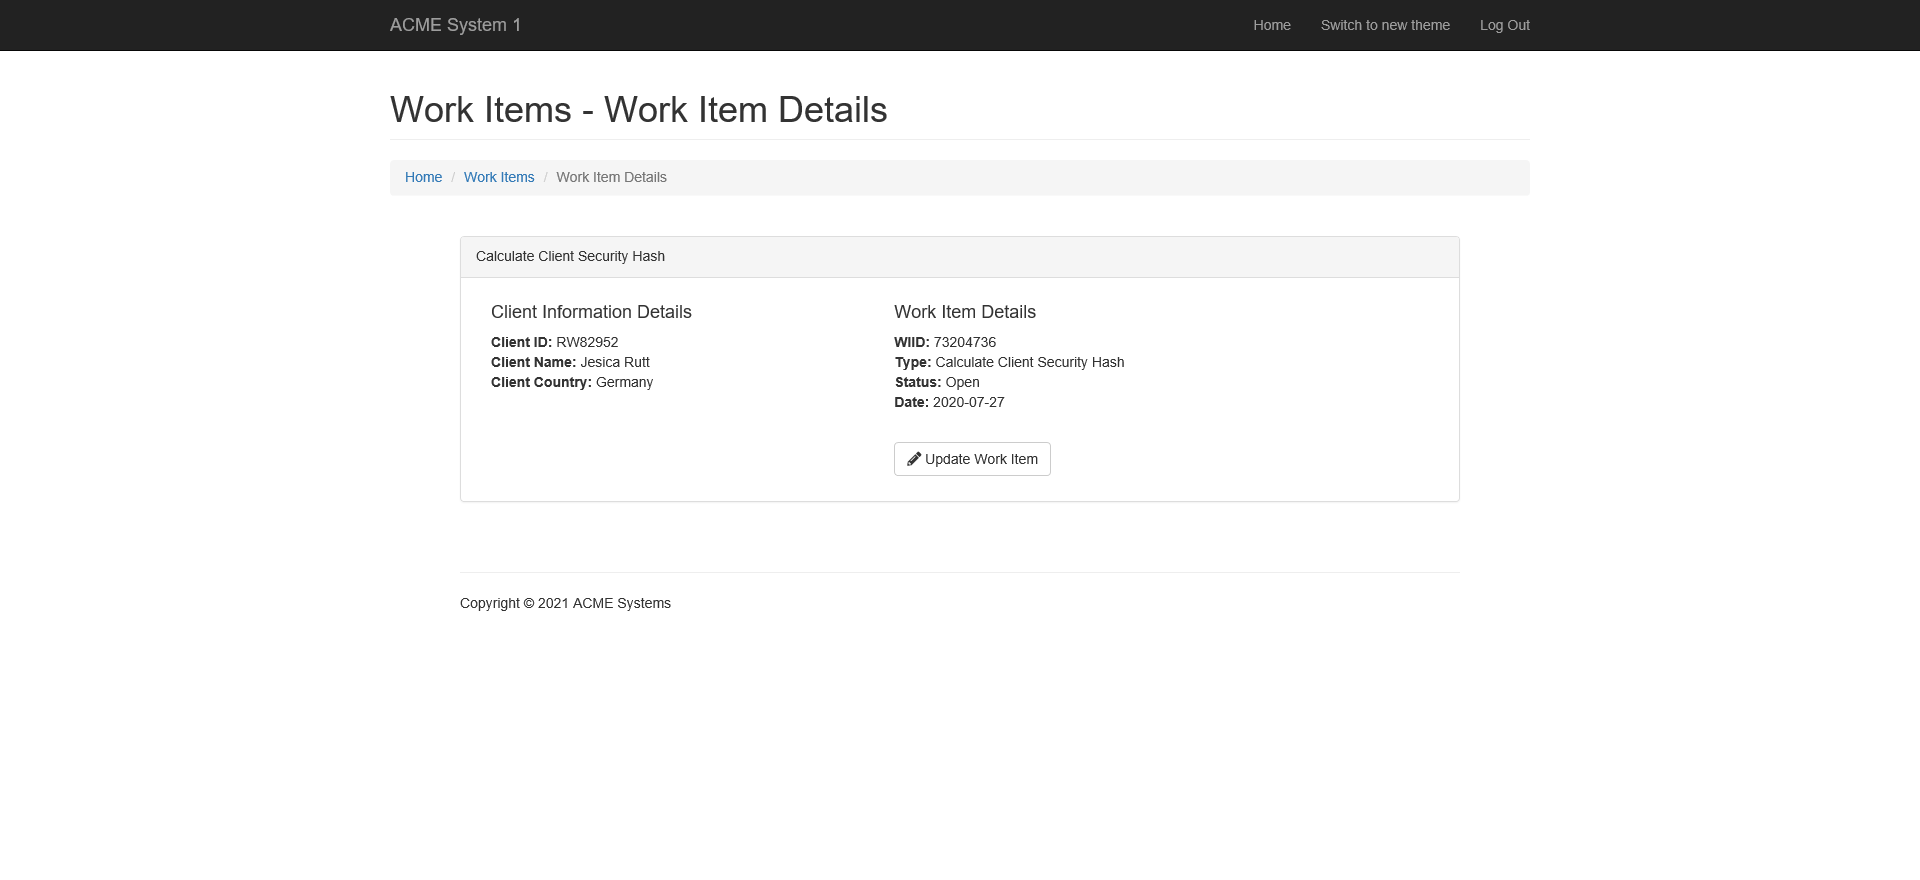 ACME System 1
Home
Switch to new theme
Log Out
Work Items - Work Item Details
Home / Work Items / Work Item Details
Calculate Client Security Hash
Client Information Details
Client ID: RW82952
Client Name: Jesica Rutt
Client Country: Germany
Work Item Details
WIID: 73204736
Type: Calculate Client Security Hash
Status: Open
Date: 2020-07-27
Update Work Item
Copyright © 2021 ACME Systems